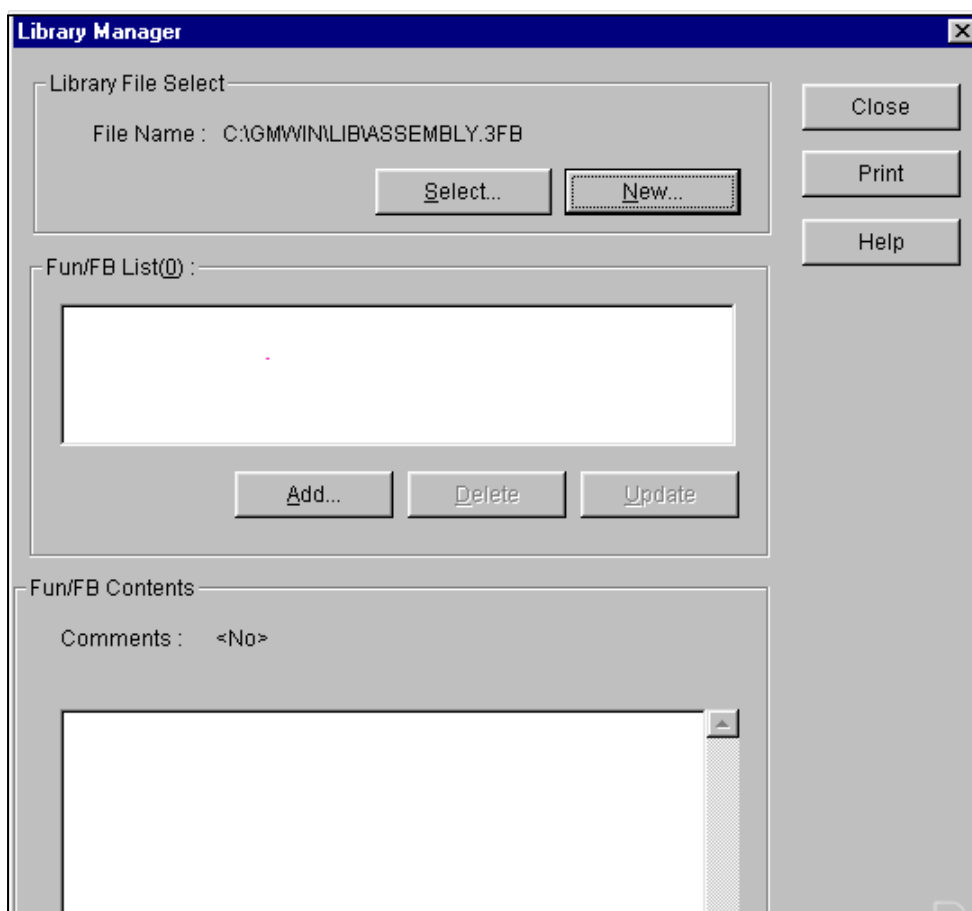 Library Manager
Library File Select
File Name : C:\GMWIN\LIB\ASSEMBLY.3FB
Select...
New...
Close
Print
Help
Fun/FB List(0) :
Add...
Delete
Update
Fun/FB Contents
Comments : <No>